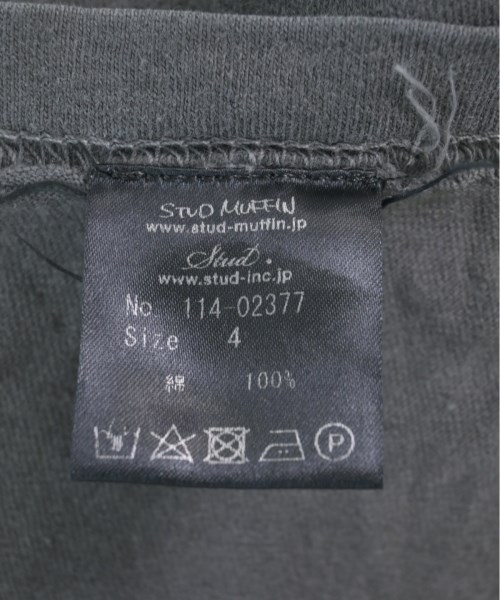 STUD MUFFIN
www.stud-muffin.jp
Stud.
www.stud-inc.jp
No 114-02377
Size 4
綿 100%
P